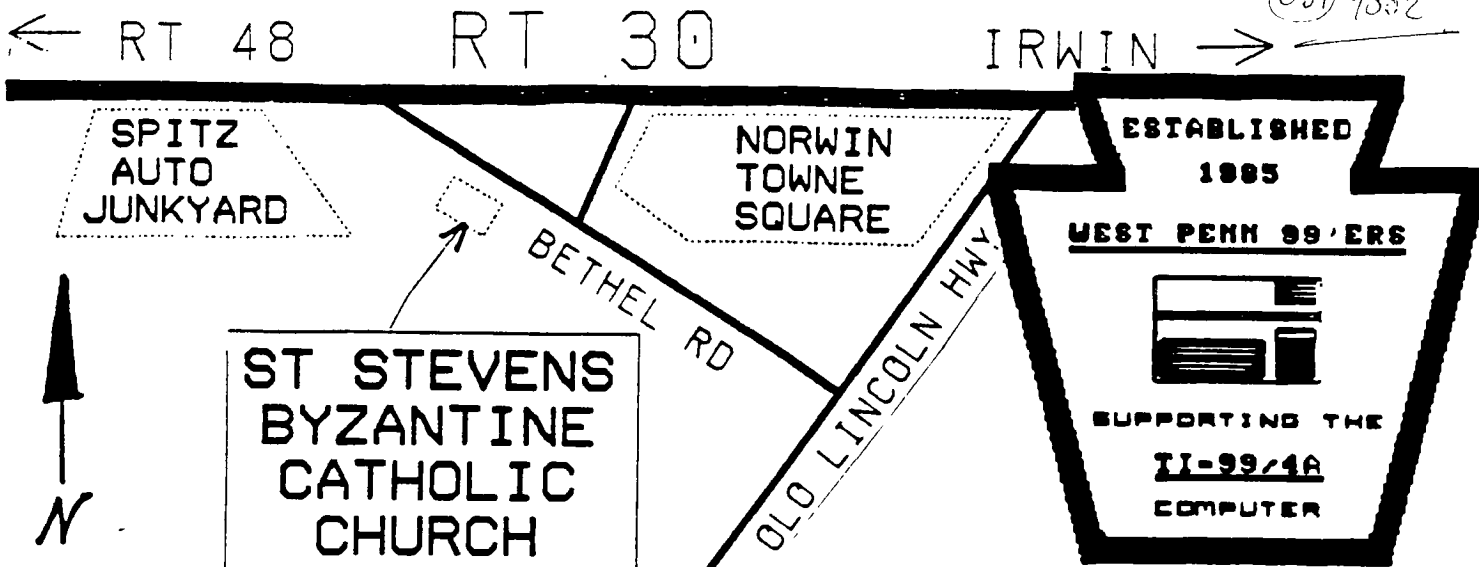 ← RT 48
RT 30
IRWIN →
SPITZ
AUTO
JUNKYARD
NORWIN
TOWNE
SQUARE
BETHEL RD
OLD LINCOLN HWY
ST STEVENS
BYZANTINE
CATHOLIC
CHURCH
N
ESTABLISHED
1985
WEST PENN 99'ERS
SUPPORTING THE
TI-99/4A
COMPUTER